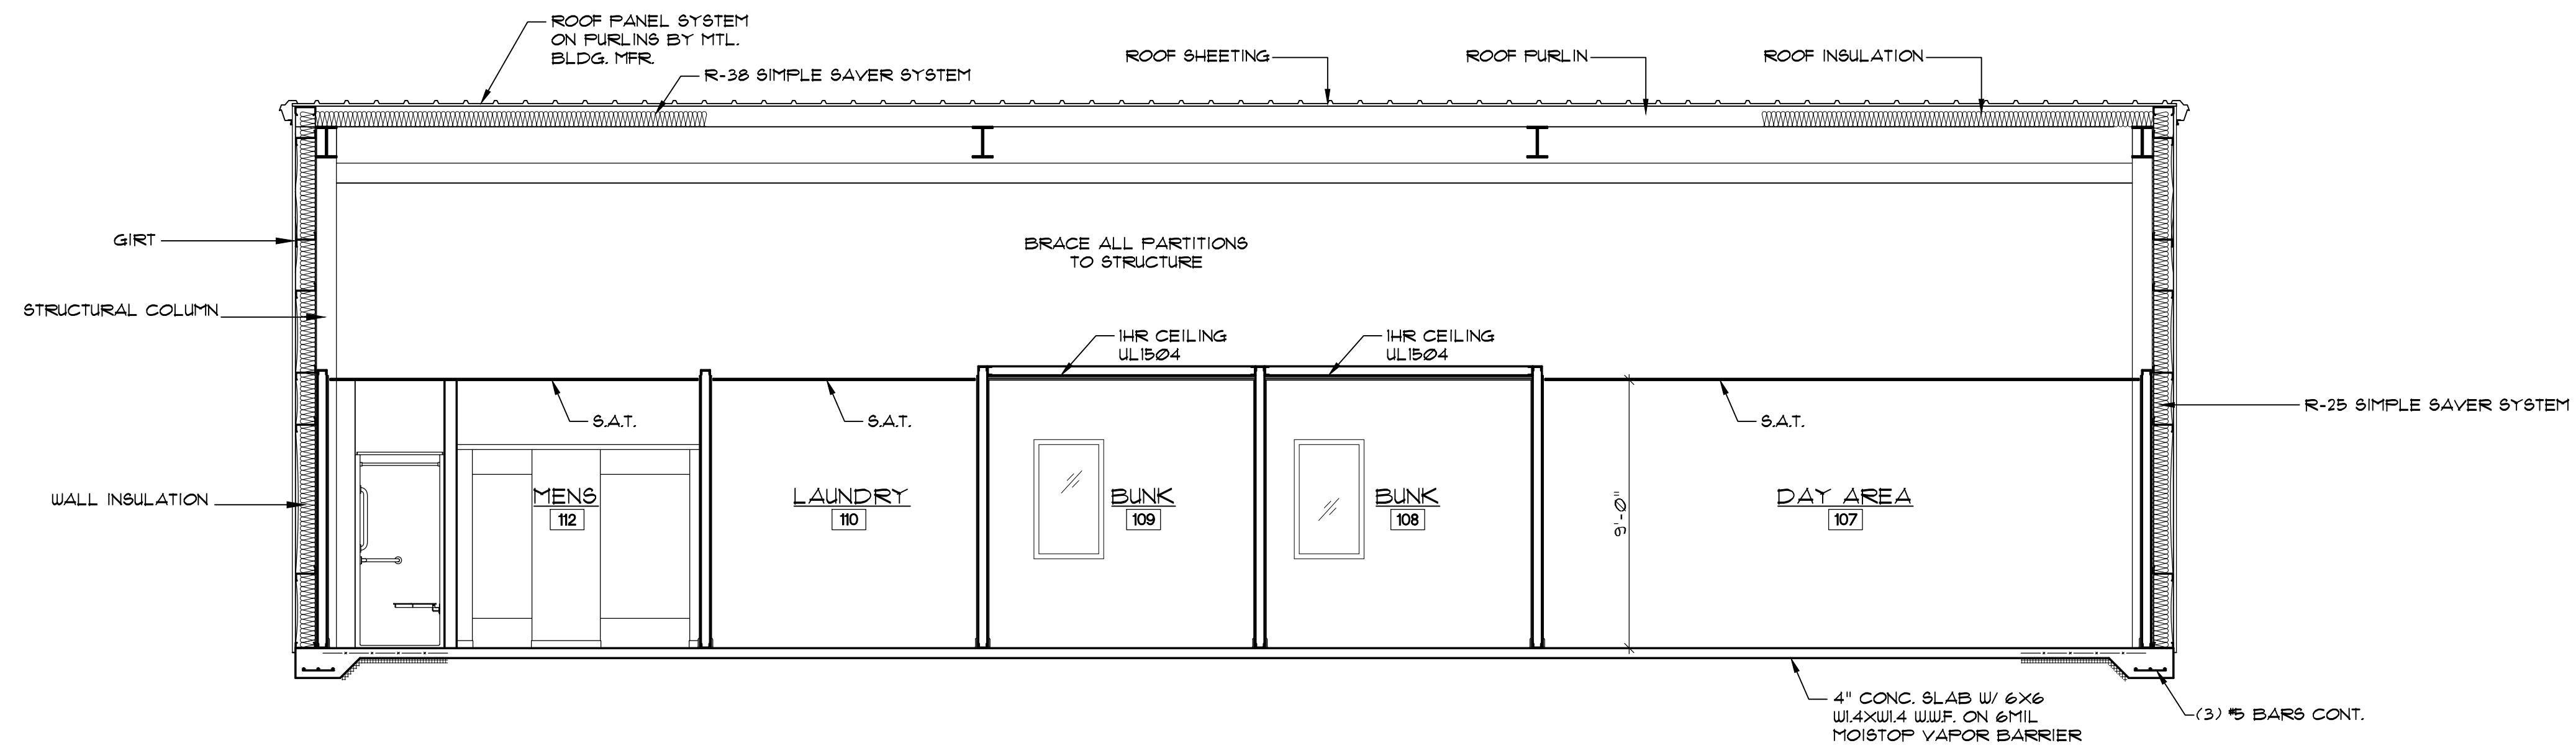 ROOF PANEL SYSTEM
ON PURLINS BY MTL.
BLDG. MFR.
R-38 SIMPLE SAVER SYSTEM
ROOF SHEETING
ROOF PURLIN
ROOF INSULATION
GIRT
BRACE ALL PARTITIONS
TO STRUCTURE
STRUCTURAL COLUMN
1HR CEILING
UL1504
1HR CEILING
UL1504
S.A.T.
S.A.T.
S.A.T.
R-25 SIMPLE SAVER SYSTEM
WALL INSULATION
MENS
112
LAUNDRY
110
BUNK
109
BUNK
108
9'-0"
DAY AREA
107
4" CONC. SLAB W/ 6X6
W1.4XW1.4 W.W.F. ON 6MIL
MOISTOP VAPOR BARRIER
(3) #5 BARS CONT.